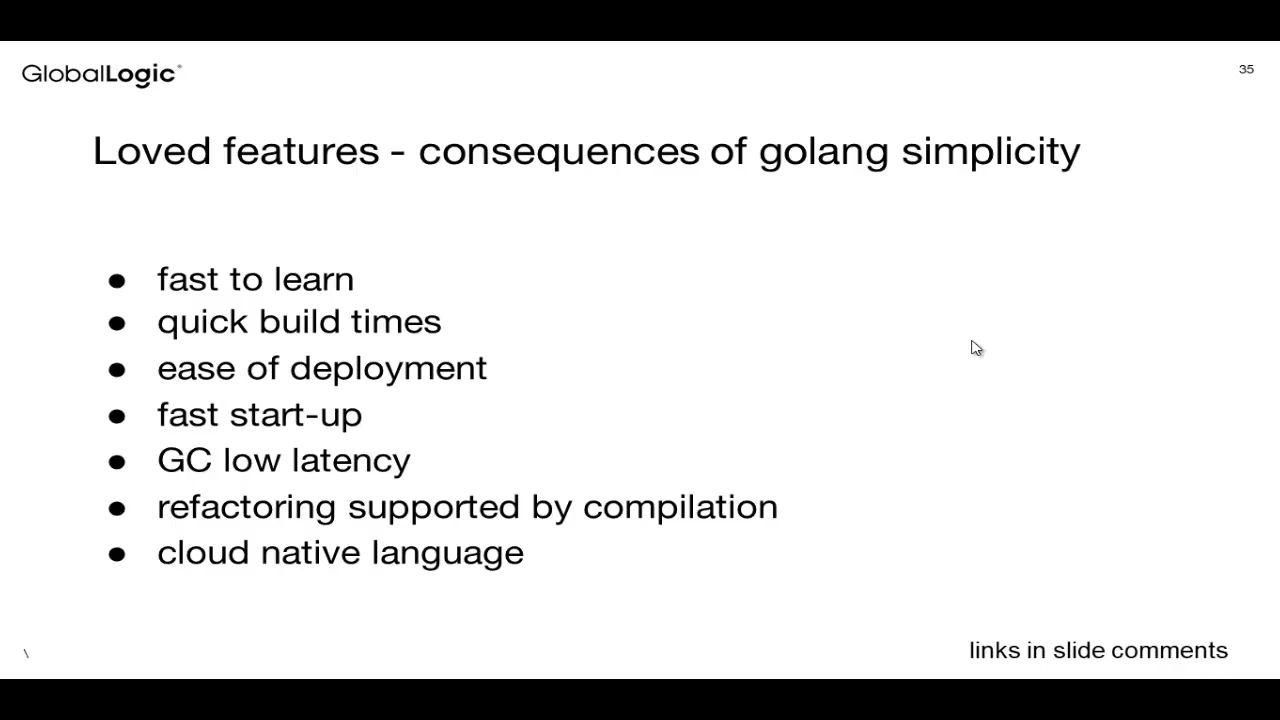 GlobalLogic®
35
Loved features - consequences of golang simplicity
● fast to learn
● quick build times
● ease of deployment
● fast start-up
● GC low latency
● refactoring supported by compilation
● cloud native language
\
links in slide comments